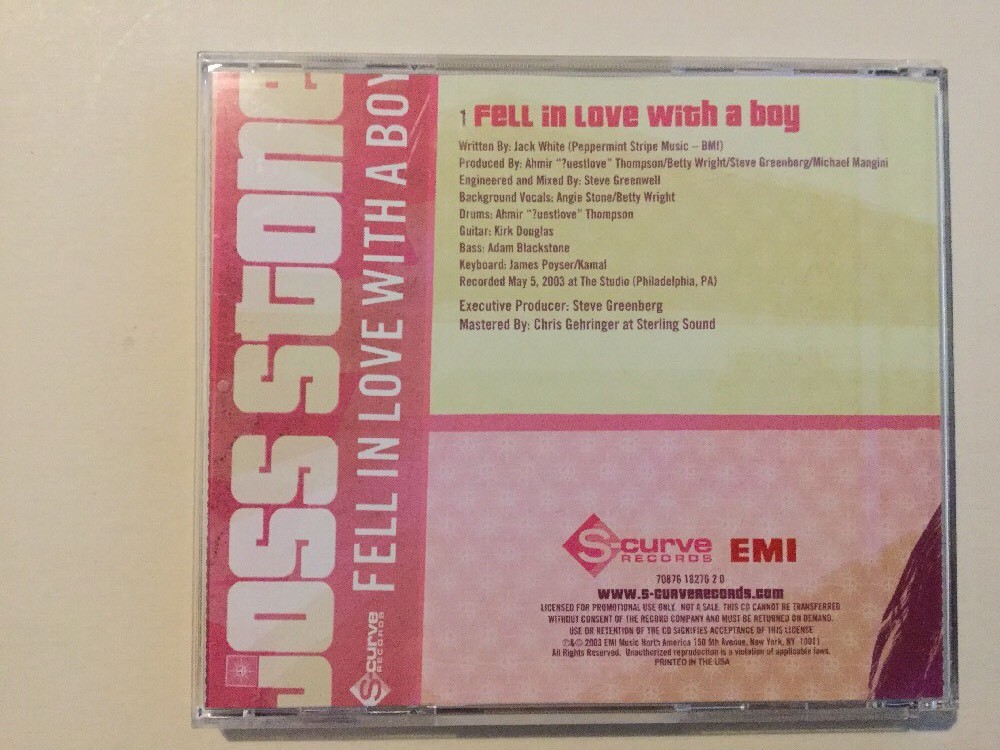 Joss Stone
FELL IN LOVE WITH A BOY
S-curve
RECORDS
1 Fell in Love with a boy
Written By: Jack White (Peppermint Stripe Music – BMI)
Produced By: Ahmir "?uestlove" Thompson/Betty Wright/Steve Greenberg/Michael Mangini
Engineered and Mixed By: Steve Greenwell
Background Vocals: Angie Stone/Betty Wright
Drums: Ahmir "?uestlove" Thompson
Guitar: Kirk Douglas
Bass: Adam Blackstone
Keyboard: James Poyser/Kamal
Recorded May 5, 2003 at The Studio (Philadelphia, PA)
Executive Producer: Steve Greenberg
Mastered By: Chris Gehringer at Sterling Sound
S-curve
RECORDS
EMI
70876 18276 2 0
www.s-curverecords.com
LICENSED FOR PROMOTIONAL USE ONLY. NOT A SALE. THIS CD CANNOT BE TRANSFERRED
WITHOUT CONSENT OF THE RECORD COMPANY AND MUST BE RETURNED ON DEMAND.
USE OR RETENTION OF THE CD SIGNIFIES ACCEPTANCE OF THIS LICENSE
℗&© 2003 EMI Music North America 150 5th Avenue, New York, NY 10011
All Rights Reserved. Unauthorized reproduction is a violation of applicable laws.
PRINTED IN THE USA